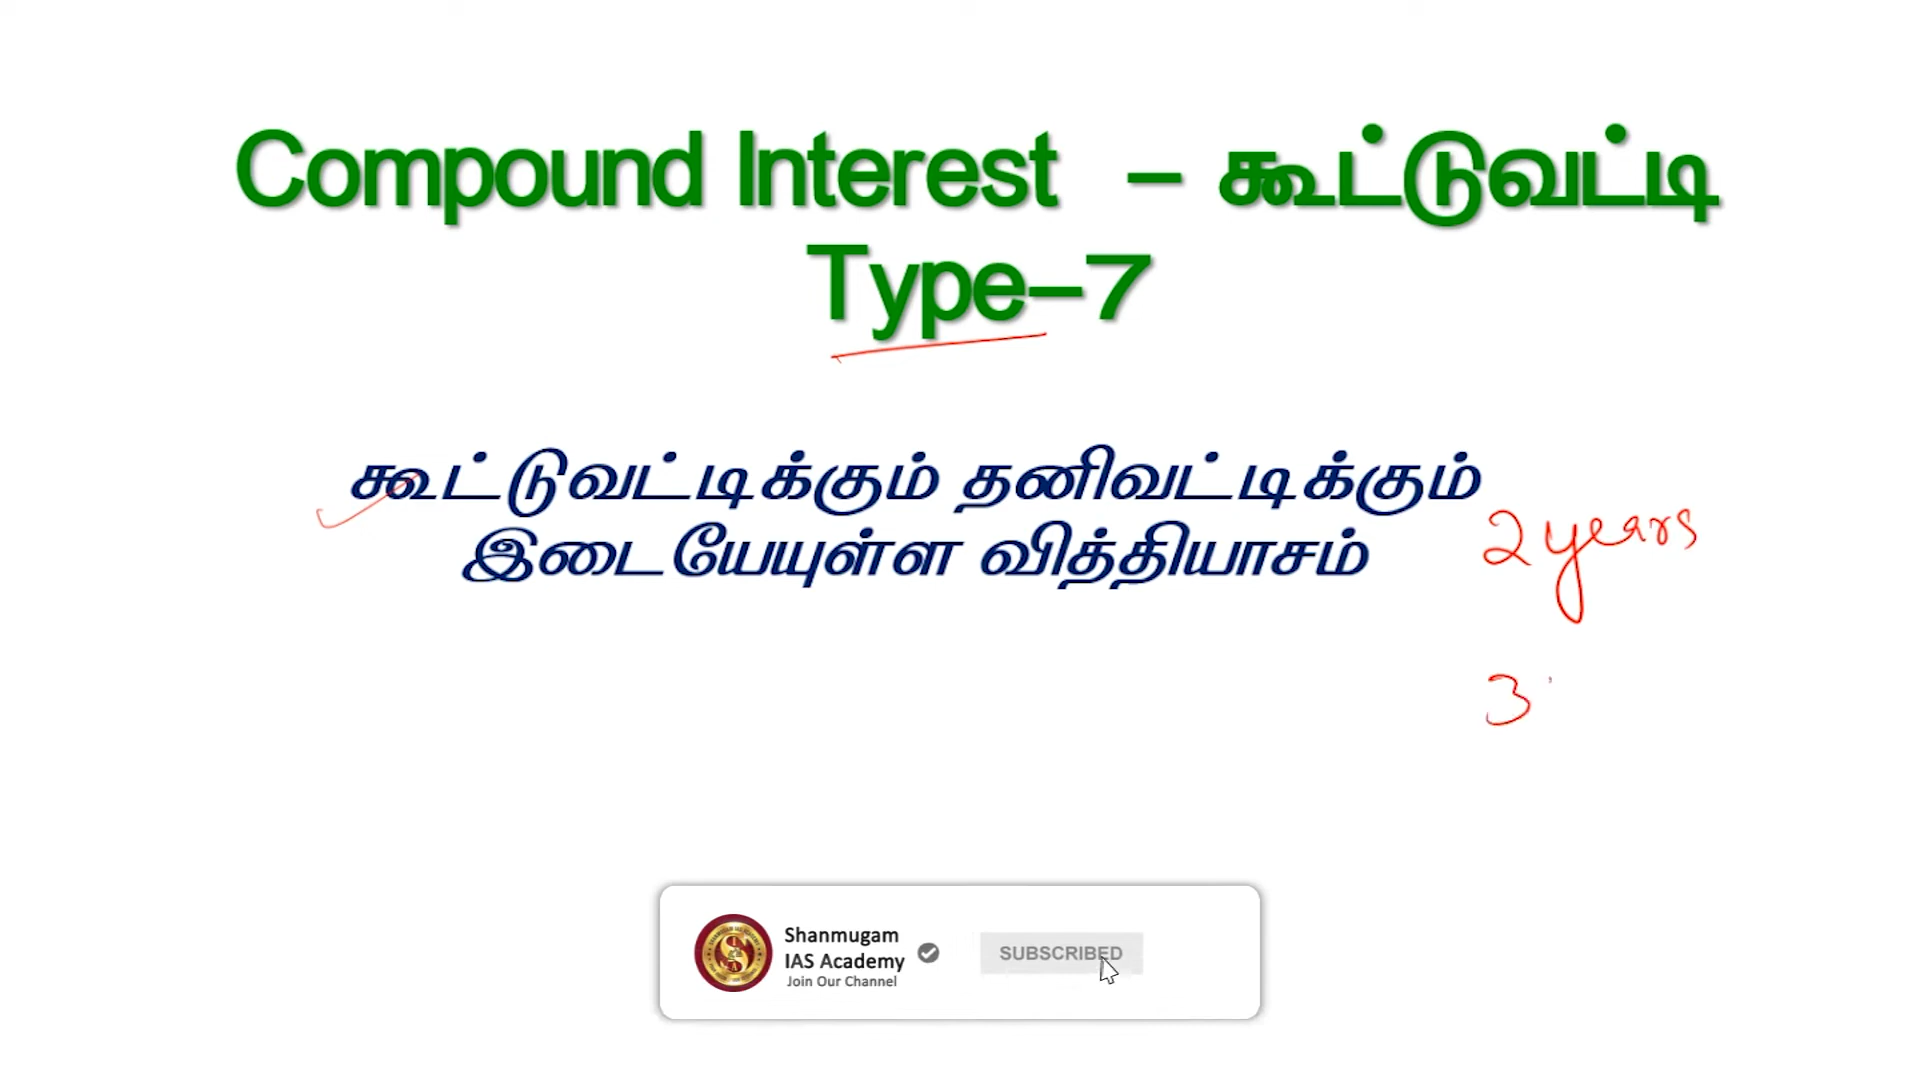 Compound Interest – கூட்டுவட்டி
Type–7
கூட்டுவட்டிக்கும் தனிவட்டிக்கும்
இடையேயுள்ள வித்தியாசம்
2 years
3
Shanmugam
IAS Academy
Join Our Channel
SUBSCRIBED